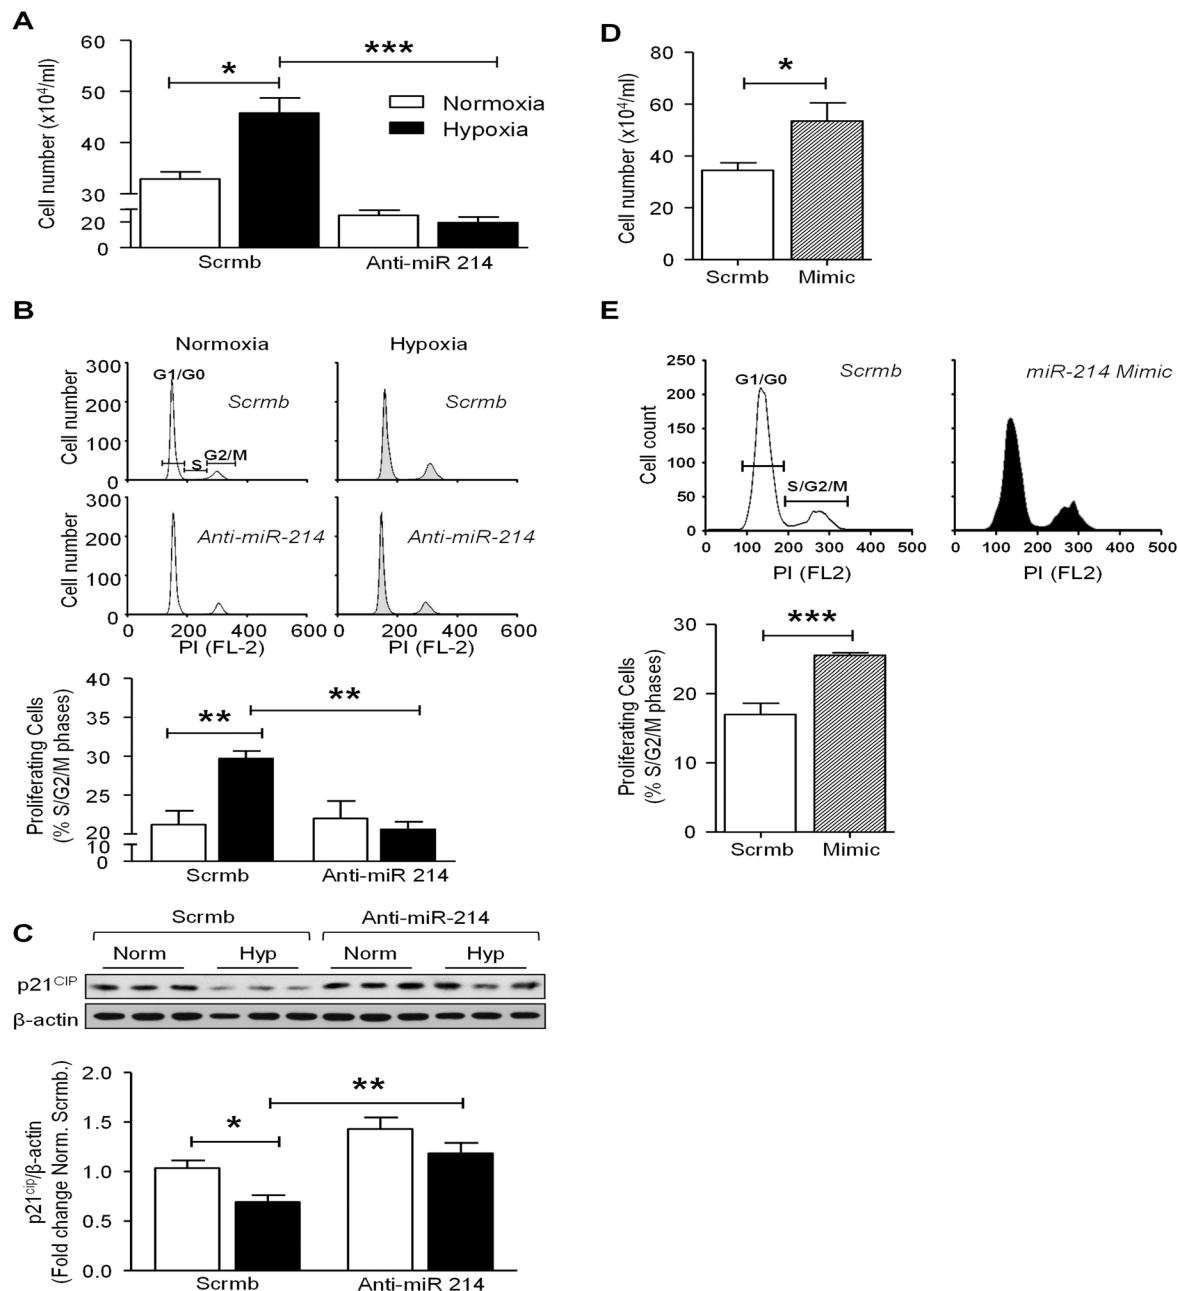 A
Cell number (x10⁴/ml)
60
50
40
30
20
0
*
***
Normoxia
Hypoxia
Scrmb
Anti-miR 214
B
Normoxia
Hypoxia
Cell number
300
200
100
0
G1/G0
S
G2/M
Scrmb
Scrmb
Cell number
300
200
100
0
Anti-miR-214
Anti-miR-214
0 200 400 600
0 200 400 600
PI (FL-2)
PI (FL-2)
Proliferating Cells
(% S/G2/M phases)
40
35
30
25
20
10
0
**
**
Scrmb
Anti-miR 214
C
Scrmb
Anti-miR-214
Norm
Hyp
Norm
Hyp
p21CIP
β-actin
p21cip/β-actin
(Fold change Norm. Scrmb.)
2.0
1.5
1.0
0.5
0.0
*
**
Scrmb
Anti-miR 214
D
Cell number (x10⁴/ml)
80
60
40
20
0
*
Scrmb
Mimic
E
Cell count
250
200
150
100
50
0
G1/G0
S/G2/M
Scrmb
miR-214 Mimic
0 100 200 300 400 500
0 100 200 300 400 500
PI (FL2)
PI (FL2)
Proliferating Cells
(% S/G2/M phases)
30
20
10
0
***
Scrmb
Mimic